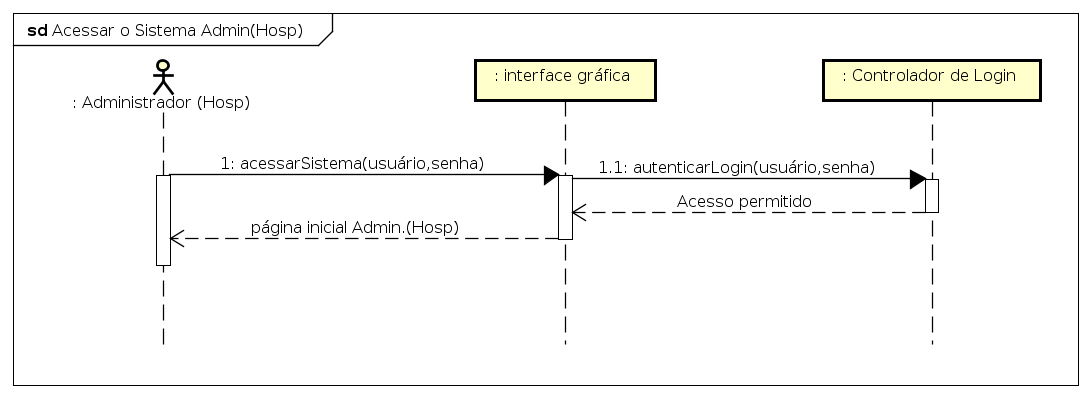 sd Acessar o Sistema Admin(Hosp)
: Administrador (Hosp)
: interface gráfica
: Controlador de Login
1: acessarSistema(usuário,senha)
1.1: autenticarLogin(usuário,senha)
Acesso permitido
página inicial Admin.(Hosp)